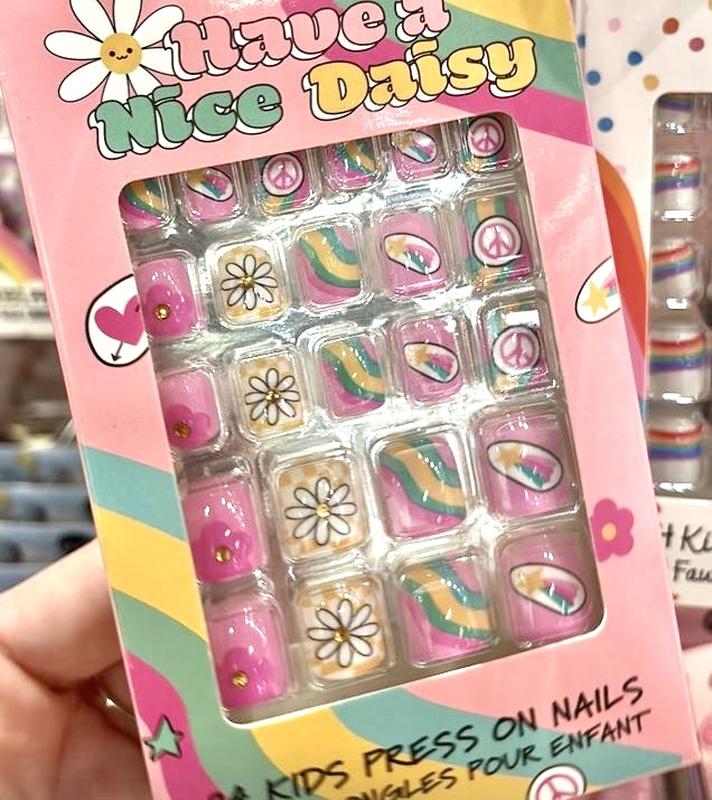 Have a
Nice Daisy
KIDS PRESS ON NAILS
ONGLES POUR ENFANT